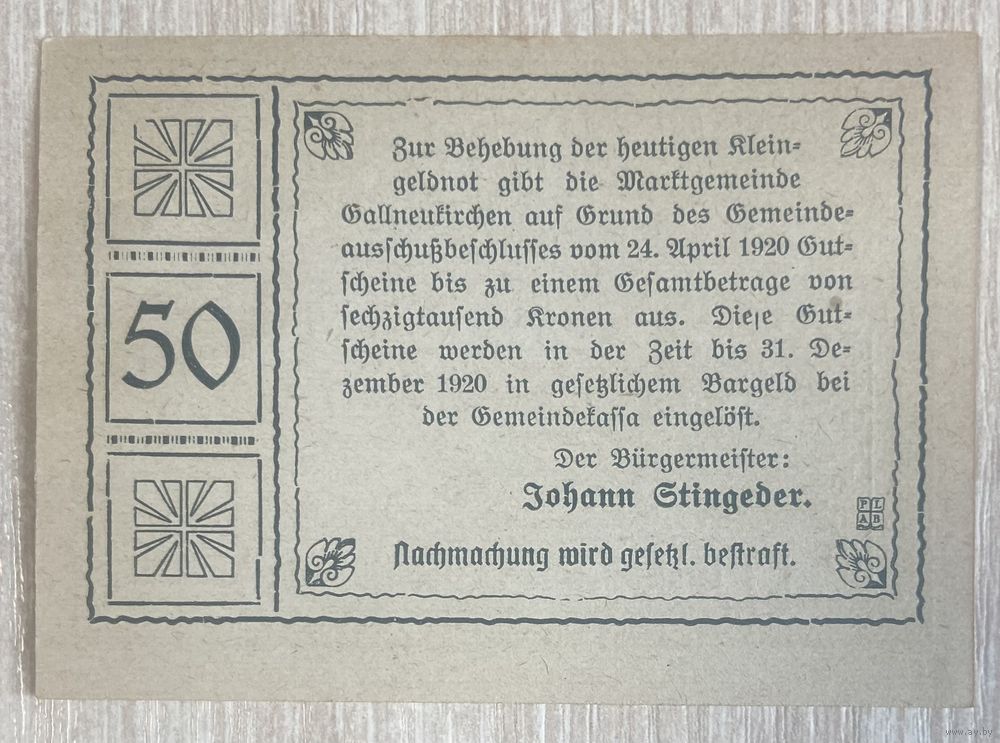 50
Zur Behebung der heutigen Klein-
geldnot gibt die Marktgemeinde
Gallneukirchen auf Grund des Gemeinde-
ausschußbeschlusses vom 24. April 1920 Gut-
scheine bis zu einem Gesamtbetrage von
sechzigtausend Kronen aus. Diese Gut-
scheine werden in der Zeit bis 31. De-
zember 1920 in gesetzlichem Bargeld bei
der Gemeindekassa eingelöst.
Der Bürgermeister:
Johann Stingeder.
PL
AB
Nachmachung wird gesetzl. bestraft.
www.ay.by